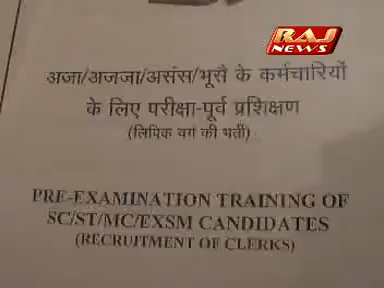 RAJ
NEWS
अजा/अजजा/असंस/भूसै के कर्मचारियों
के लिए परीक्षा-पूर्व प्रशिक्षण
(लिपिक वर्ग की भर्ती)
PRE-EXAMINATION TRAINING OF
SC/ST/MC/EXSM CANDIDATES
(RECRUITMENT OF CLERKS)